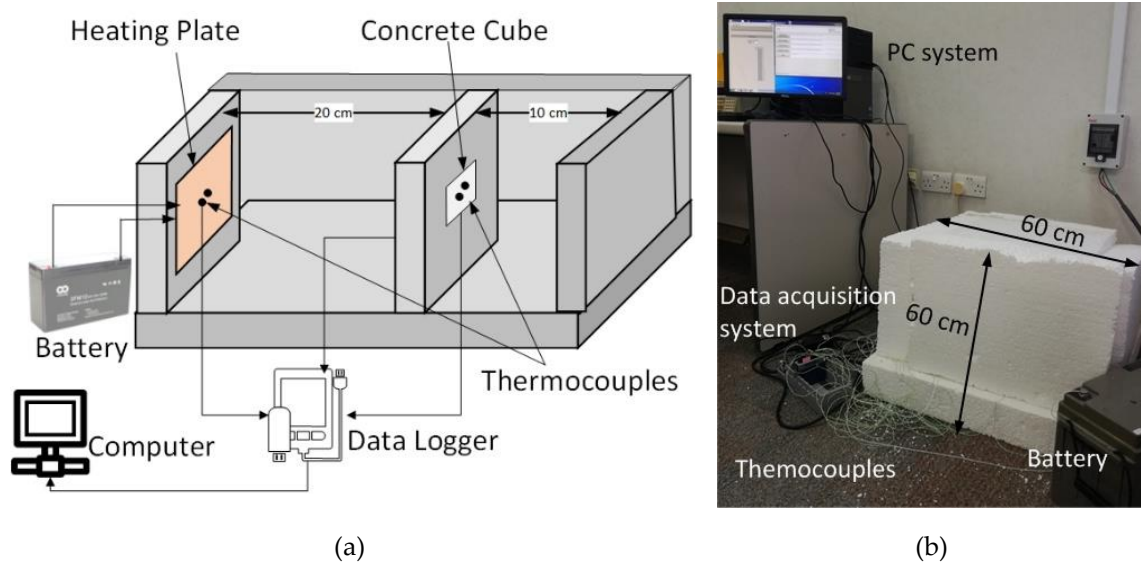 Heating Plate
Concrete Cube
20 cm
10 cm
Battery
Thermocouples
Computer
Data Logger
(a)
PC system
60 cm
Data acquisition
system
60 cm
Themocouples
Battery
(b)